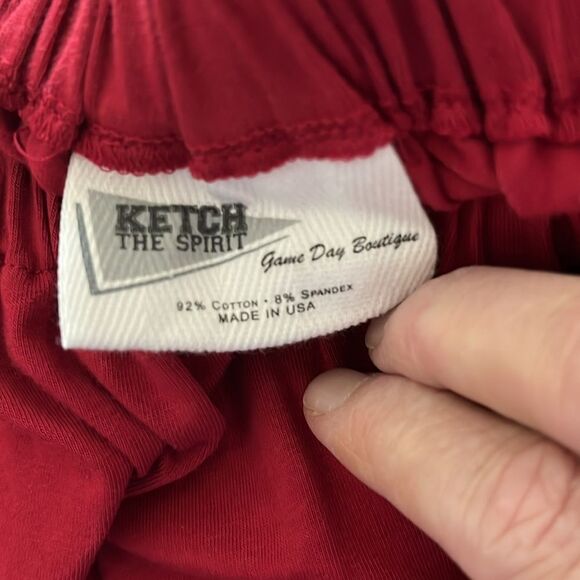 KETCH
THE SPIRIT
Game Day Boutique
92% COTTON • 8% SPANDEX
MADE IN USA